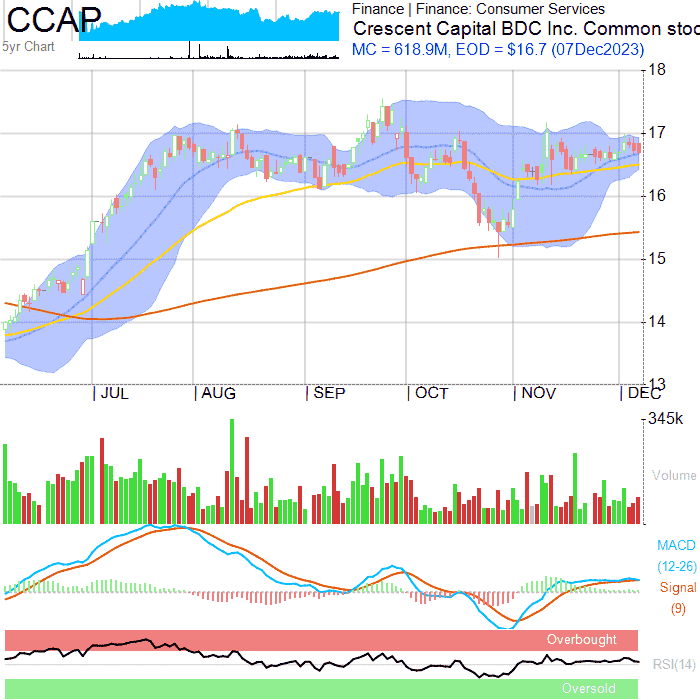 CCAP
5yr Chart
Finance | Finance: Consumer Services
Crescent Capital BDC Inc. Common stoc
MC = 618.9M, EOD = $16.7 (07Dec2023)
18
17
16
15
14
13
JUL AUG SEP OCT NOV DEC
345k
Volume
MACD
(12-26)
Signal
(9)
Overbought
RSI(14)
Oversold